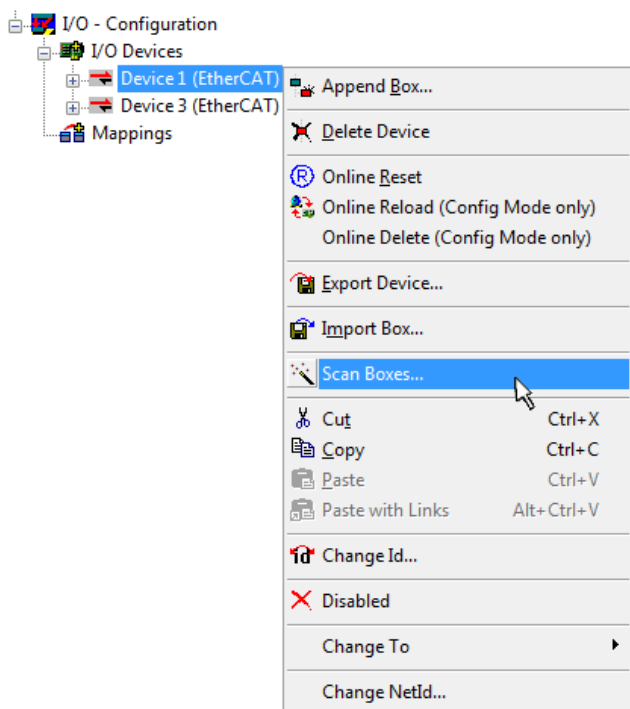 I/O - Configuration
I/O Devices
Device 1 (EtherCAT)
Device 3 (EtherCAT)
Mappings
Append Box...
Delete Device
Online Reset
Online Reload (Config Mode only)
Online Delete (Config Mode only)
Export Device...
Import Box...
Scan Boxes...
Cut Ctrl+X
Copy Ctrl+C
Paste Ctrl+V
Paste with Links Alt+Ctrl+V
Change Id...
Disabled
Change To
Change NetId...